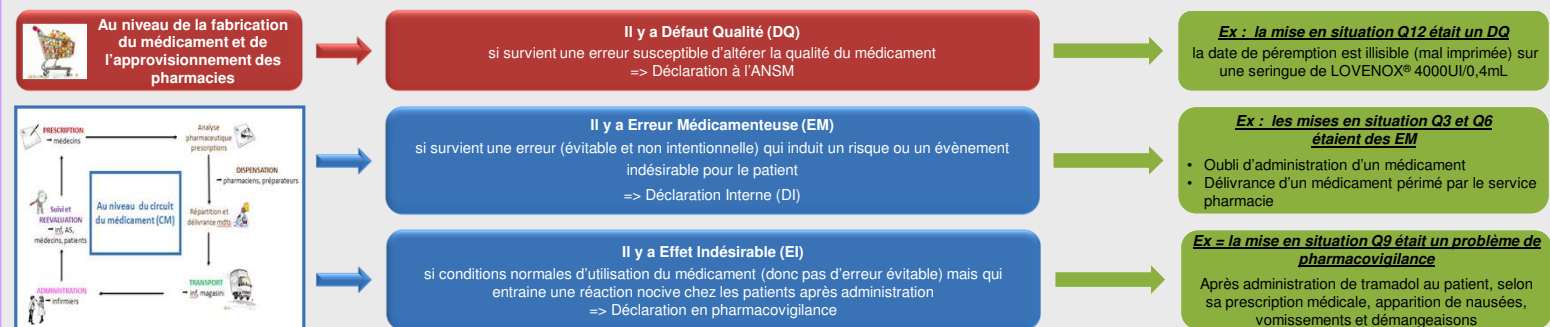 Au niveau de la fabrication
du médicament et de
l'approvisionnement des
pharmacies
Il y a Défaut Qualité (DQ)
si survient une erreur susceptible d'altérer la qualité du médicament
=> Déclaration à l'ANSM
Ex : la mise en situation Q12 était un DQ
la date de péremption est illisible (mal imprimée) sur
une seringue de LOVENOX® 4000UI/0,4mL
PRESCRIPTION
→ médecins
Analyse
pharmaceutique
prescriptions
DISPENSATION
→ pharmaciens, préparateurs
Au niveau du circuit
du médicament (CM)
Suivi et
REEVALUATION
→ inf, AS,
médecins, patients
Répartition et
délivrance mdts
TRANSPORT
→ inf, magasini
ADMINISTRATION
→ infirmiers
Il y a Erreur Médicamenteuse (EM)
si survient une erreur (évitable et non intentionnelle) qui induit un risque ou un évènement
indésirable pour le patient
=> Déclaration Interne (DI)
Ex : les mises en situation Q3 et Q6
étaient des EM
• Oubli d'administration d'un médicament
• Délivrance d'un médicament périmé par le service
pharmacie
Il y a Effet Indésirable (EI)
si conditions normales d'utilisation du médicament (donc pas d'erreur évitable) mais qui
entraine une réaction nocive chez les patients après administration
=> Déclaration en pharmacovigilance
Ex = la mise en situation Q9 était un problème de
pharmacovigilance
Après administration de tramadol au patient, selon
sa prescription médicale, apparition de nausées,
vomissements et démangeaisons